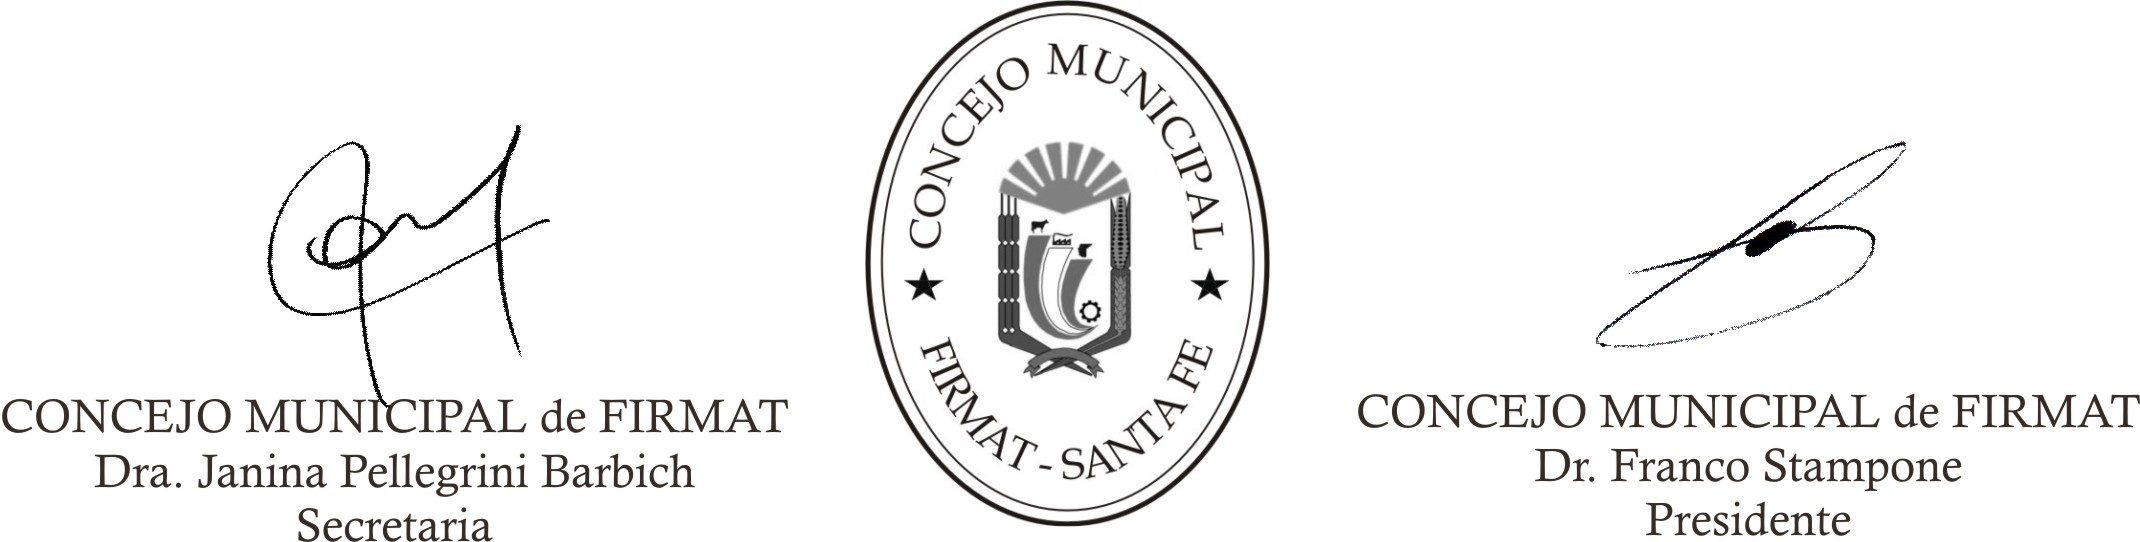 CONCEJO MUNICIPAL
FIRMAT - SANTA FE
CONCEJO MUNICIPAL de FIRMAT
Dra. Janina Pellegrini Barbich
Secretaria
CONCEJO MUNICIPAL de FIRMAT
Dr. Franco Stampone
Presidente